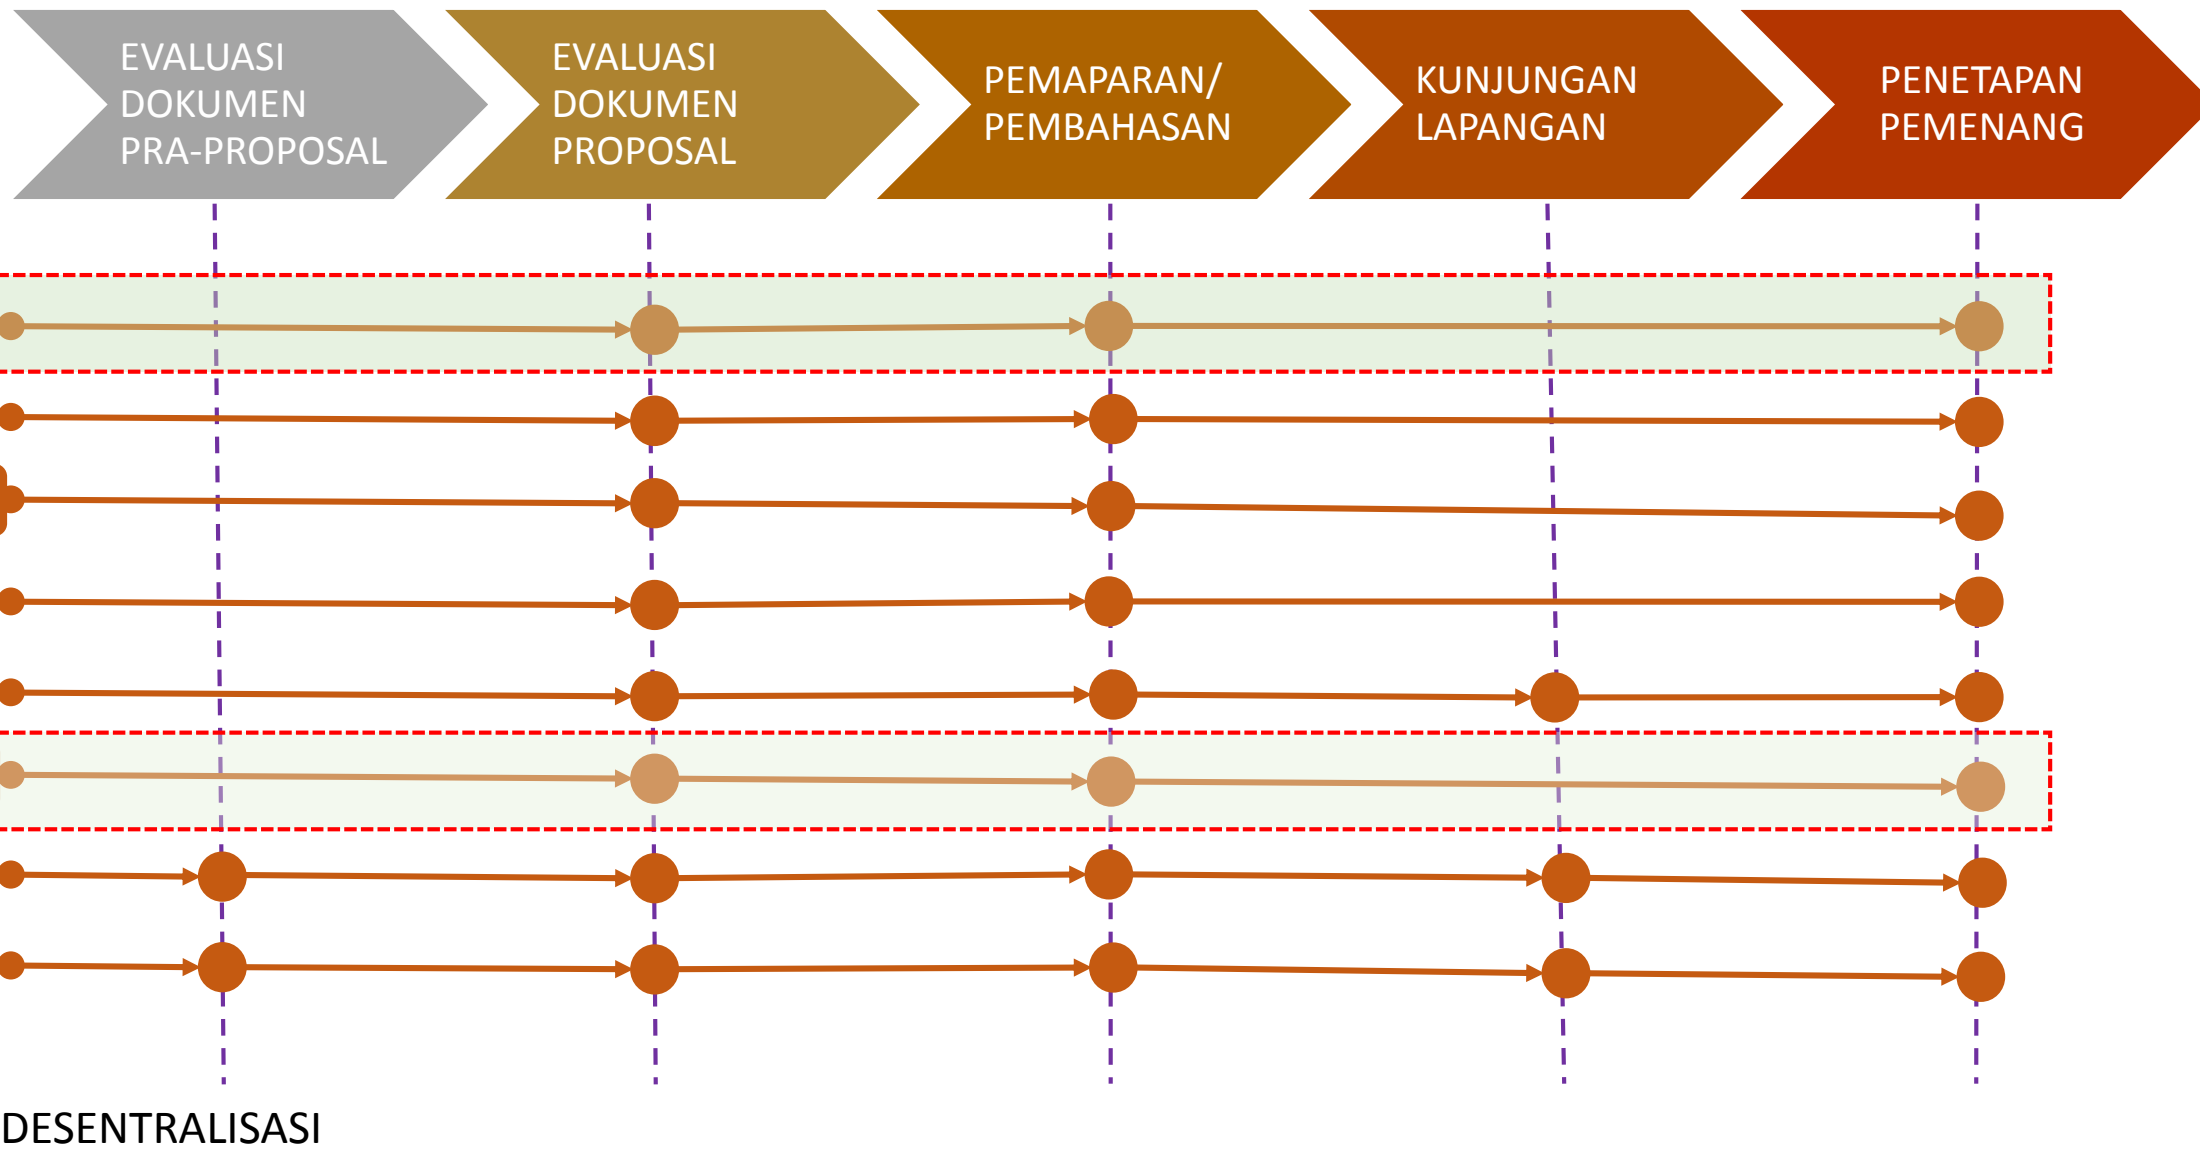 EVALUASI
DOKUMEN
PRA-PROPOSAL
EVALUASI
DOKUMEN
PROPOSAL
PEMAPARAN/
PEMBAHASAN
KUNJUNGAN
LAPANGAN
PENETAPAN
PEMENANG
DESENTRALISASI